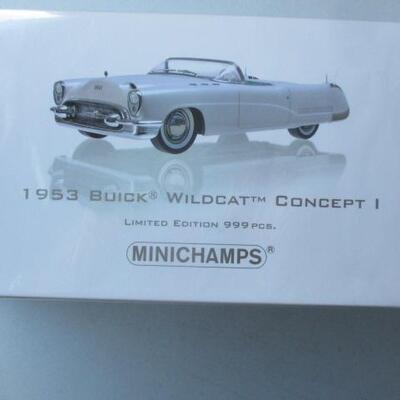 1953 BUICK® WILDCAT™ CONCEPT I
LIMITED EDITION 999 PCS.
MINICHAMPS®